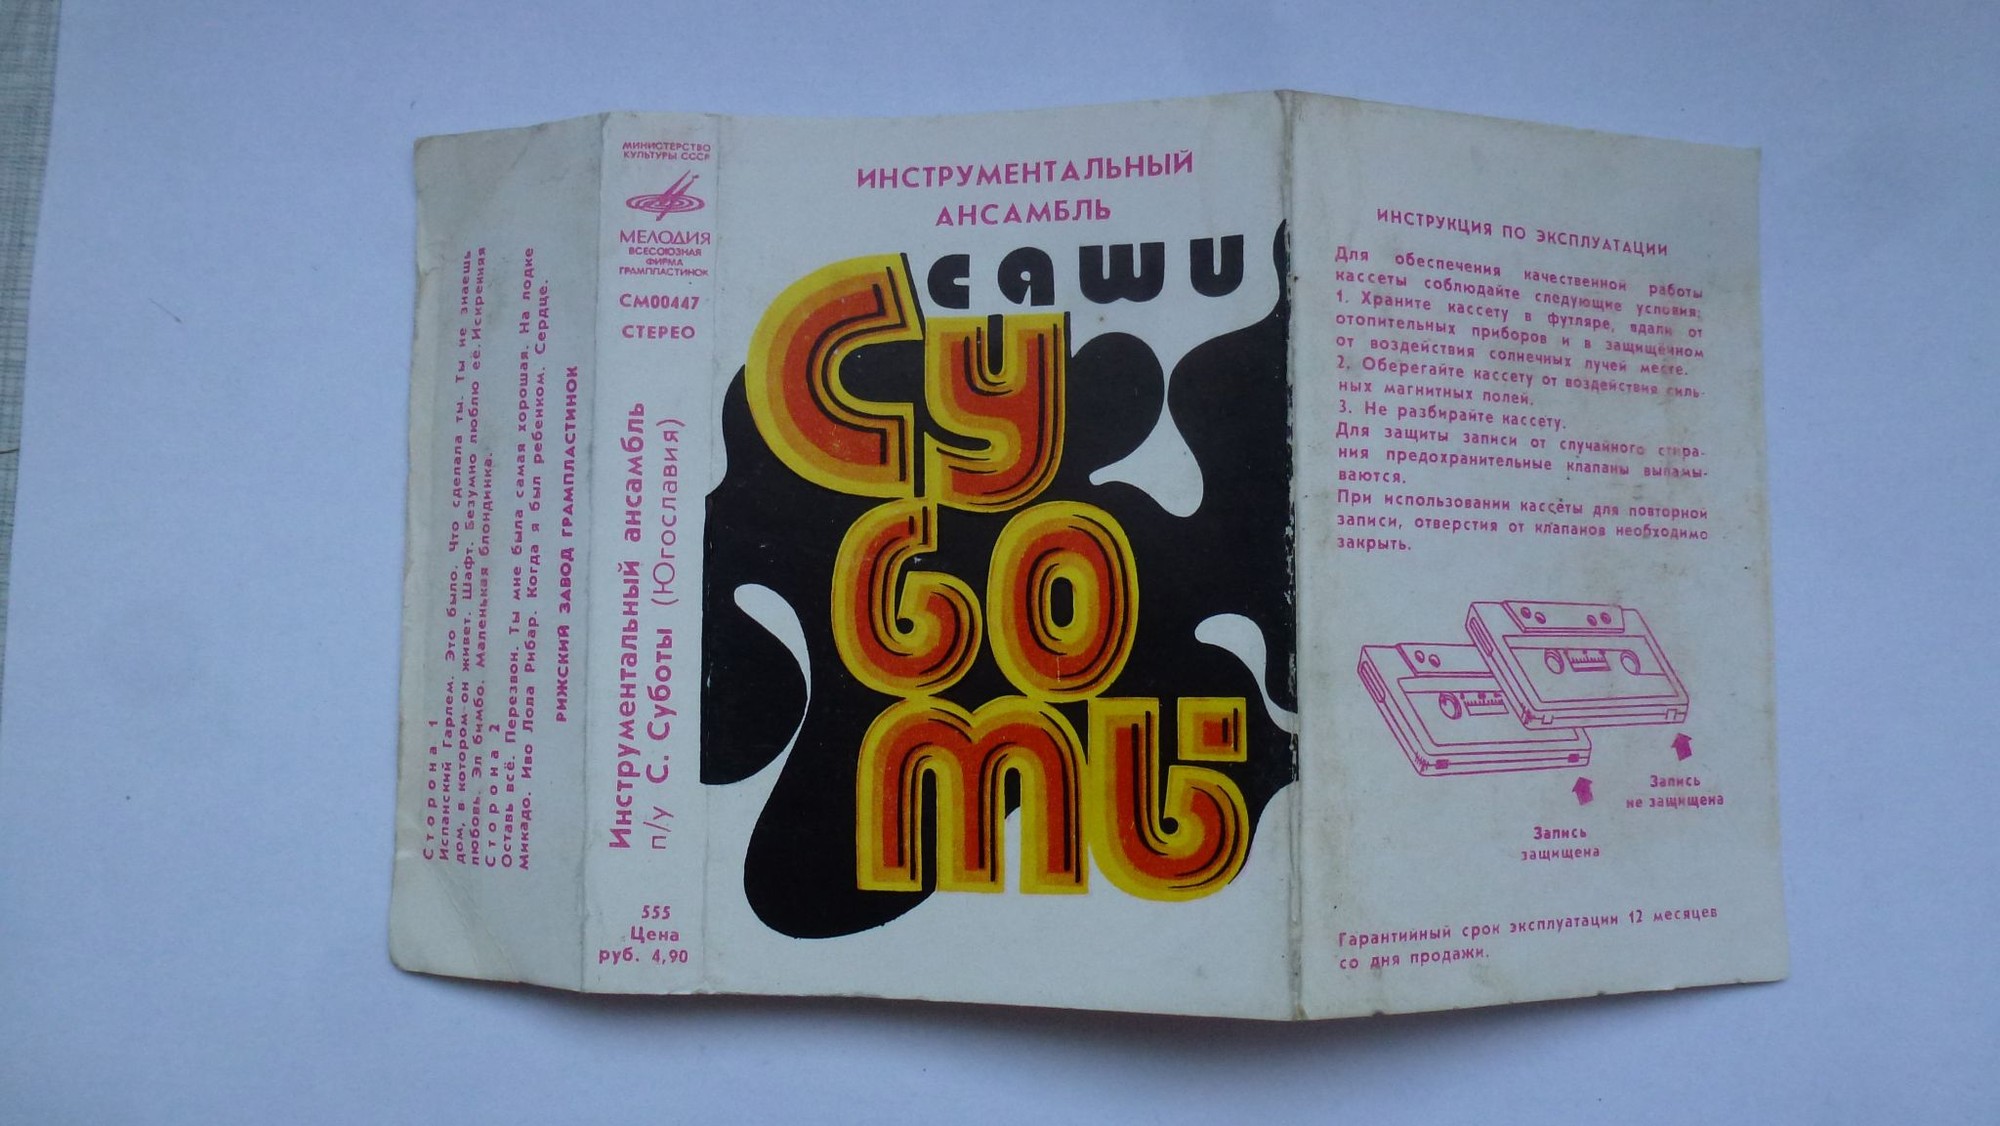 Сторона 1
Испанский Гарлем. Это было. Что сделала ты. Ты не знаешь
дом, в котором он живет. Шафт. Безумно люблю её. Искренняя
любовь. Эл бимбо. Маленькая блондинка.
Сторона 2
Оставь всё. Перезвон. Ты мне была самая хорошая. На лодке
Микадо. Иво Лола Рибар. Когда я был ребенком. Сердце.
РИЖСКИЙ ЗАВОД ГРАМПЛАСТИНОК
МИНИСТЕРСТВО
КУЛЬТУРЫ СССР
МЕЛОДИЯ
ВСЕСОЮЗНАЯ
ФИРМА
ГРАМПЛАСТИНОК
СМ00447
СТЕРЕО
Инструментальный ансамбль
п/у С. Суботы (Югославия)
555
Цена
руб. 4,90
ИНСТРУМЕНТАЛЬНЫЙ
АНСАМБЛЬ
саши
Су
бо
ты
ИНСТРУКЦИЯ ПО ЭКСПЛУАТАЦИИ
Для обеспечения качественной работы
кассеты соблюдайте следующие условия:
1. Храните кассету в футляре, вдали от
отопительных приборов и в защищённом
от воздействия солнечных лучей месте.
2. Оберегайте кассету от воздействия силь-
ных магнитных полей.
3. Не разбирайте кассету.
Для защиты записи от случайного стира-
ния предохранительные клапаны выламы-
ваются.
При использовании кассеты для повторной
записи, отверстия от клапанов необходимо
закрыть.
Запись
не защищена
Запись
защищена
Гарантийный срок эксплуатации 12 месяцев
со дня продажи.